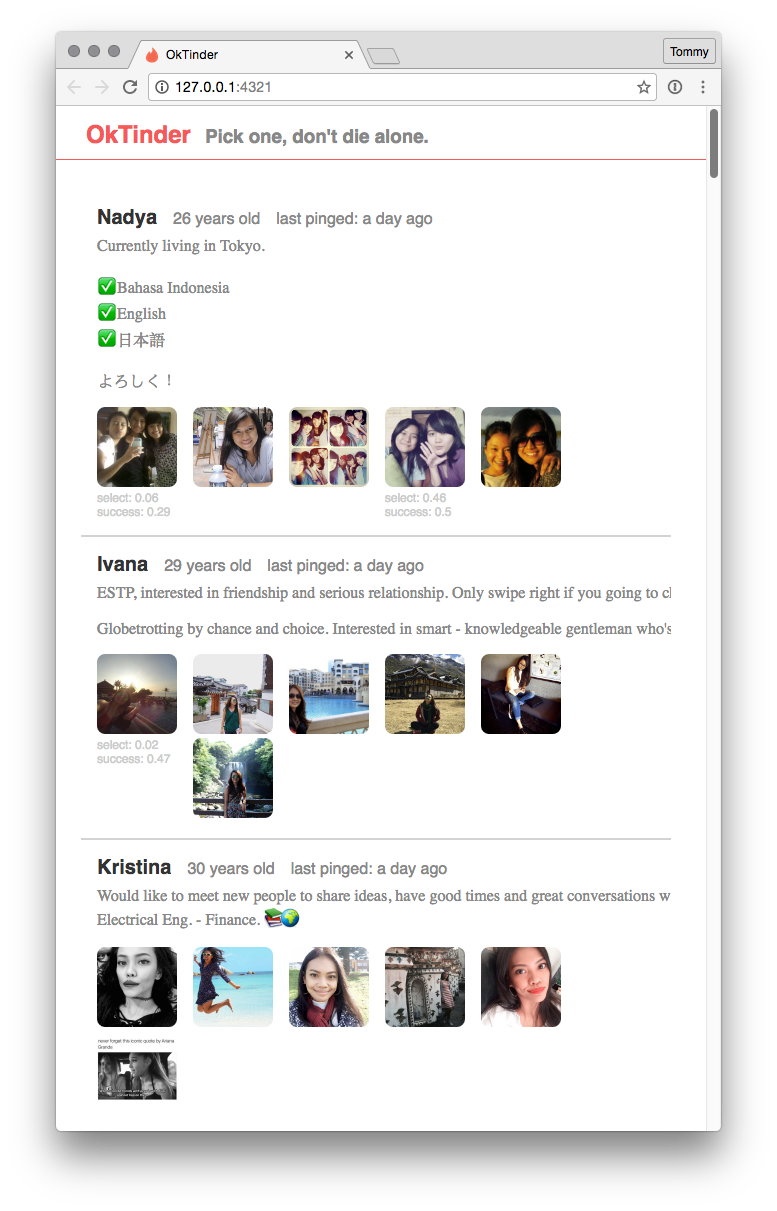 OkTinder
Tommy
127.0.0.1:4321
OkTinder Pick one, don't die alone.
Nadya 26 years old last pinged: a day ago
Currently living in Tokyo.
✅Bahasa Indonesia
✅English
✅日本語
よろしく！
select: 0.06
success: 0.29
select: 0.46
success: 0.5
Ivana 29 years old last pinged: a day ago
ESTP, interested in friendship and serious relationship. Only swipe right if you going to
Globetrotting by chance and choice. Interested in smart - knowledgeable gentleman who's
select: 0.02
success: 0.47
Kristina 30 years old last pinged: a day ago
Would like to meet new people to share ideas, have good times and great conversations w
Electrical Eng. - Finance. 📚🌍
never forget this iconic quote by Ariana
Grande